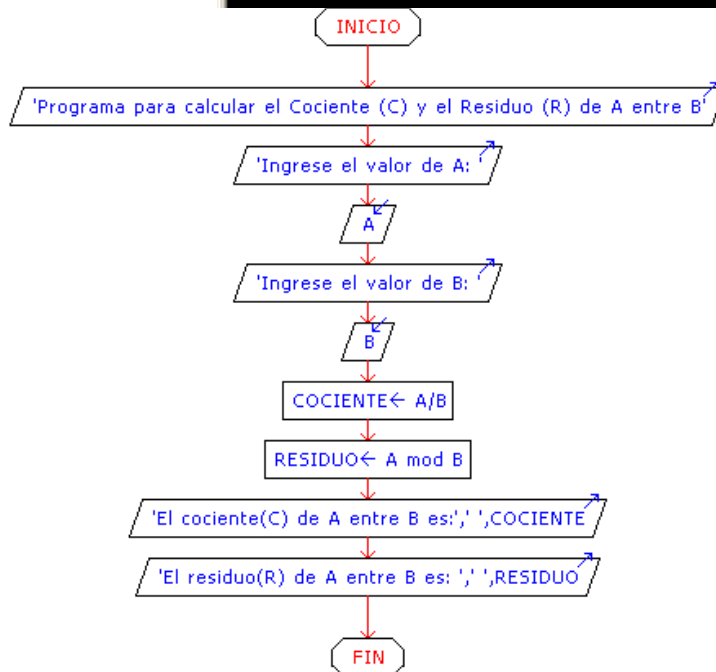 INICIO
'Programa para calcular el Cociente (C) y el Residuo (R) de A entre B'
'Ingrese el valor de A: '
A
'Ingrese el valor de B: '
B
COCIENTE← A/B
RESIDUO← A mod B
'El cociente(C) de A entre B es:',' ',COCIENTE
'El residuo(R) de A entre B es: ',' ',RESIDUO
FIN